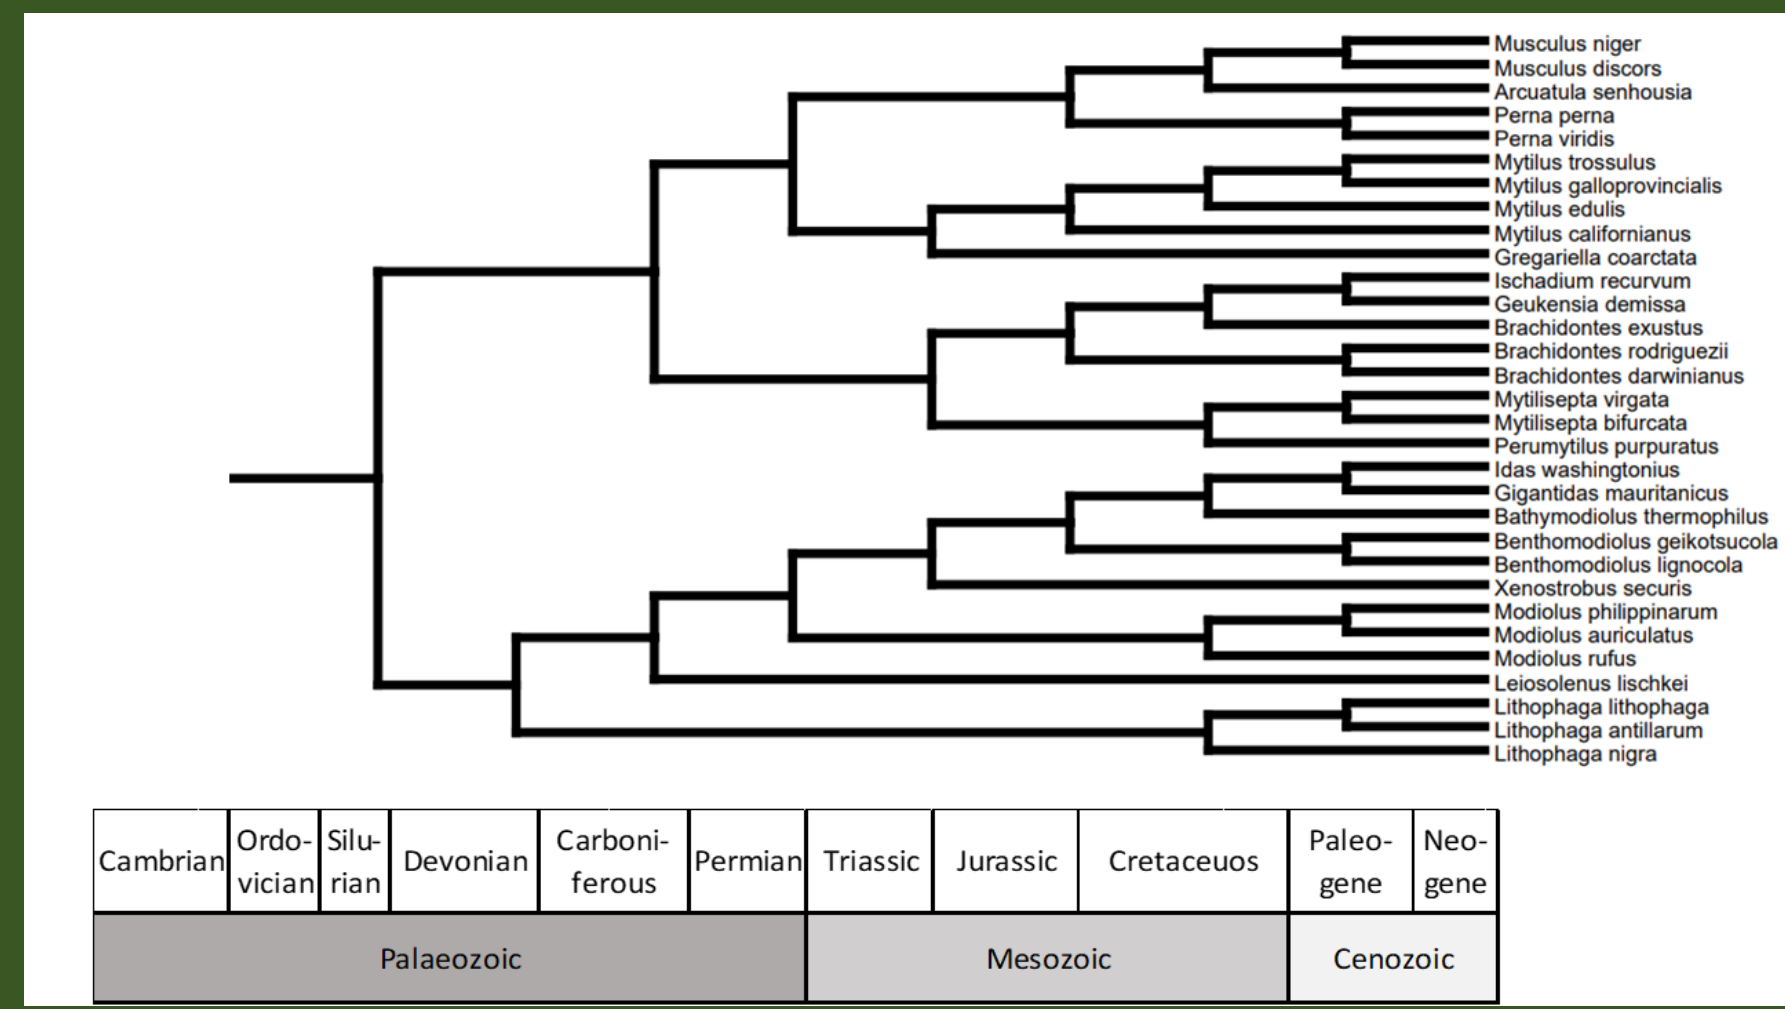 Musculus niger
Musculus discors
Arcuatula senhousia
Perna perna
Perna viridis
Mytilus trossulus
Mytilus galloprovincialis
Mytilus edulis
Mytilus californianus
Gregariella coarctata
Ischadium recurvum
Geukensia demissa
Brachidontes exustus
Brachidontes rodriguezii
Brachidontes darwinianus
Mytilisepta virgata
Mytilisepta bifurcata
Perumytilus purpuratus
Idas washingtonius
Gigantidas mauritanicus
Bathymodiolus thermophilus
Benthomodiolus geikotsucola
Benthomodiolus lignocola
Xenostrobus securis
Modiolus philippinarum
Modiolus auriculatus
Modiolus rufus
Leiosolenus lischkei
Lithophaga lithophaga
Lithophaga antillarum
Lithophaga nigra
Cambrian
Ordo-
vician
Silu-
rian
Devonian
Carboni-
ferous
Permian
Triassic
Jurassic
Cretaceuos
Paleo-
gene
Neo-
gene
Palaeozoic
Mesozoic
Cenozoic